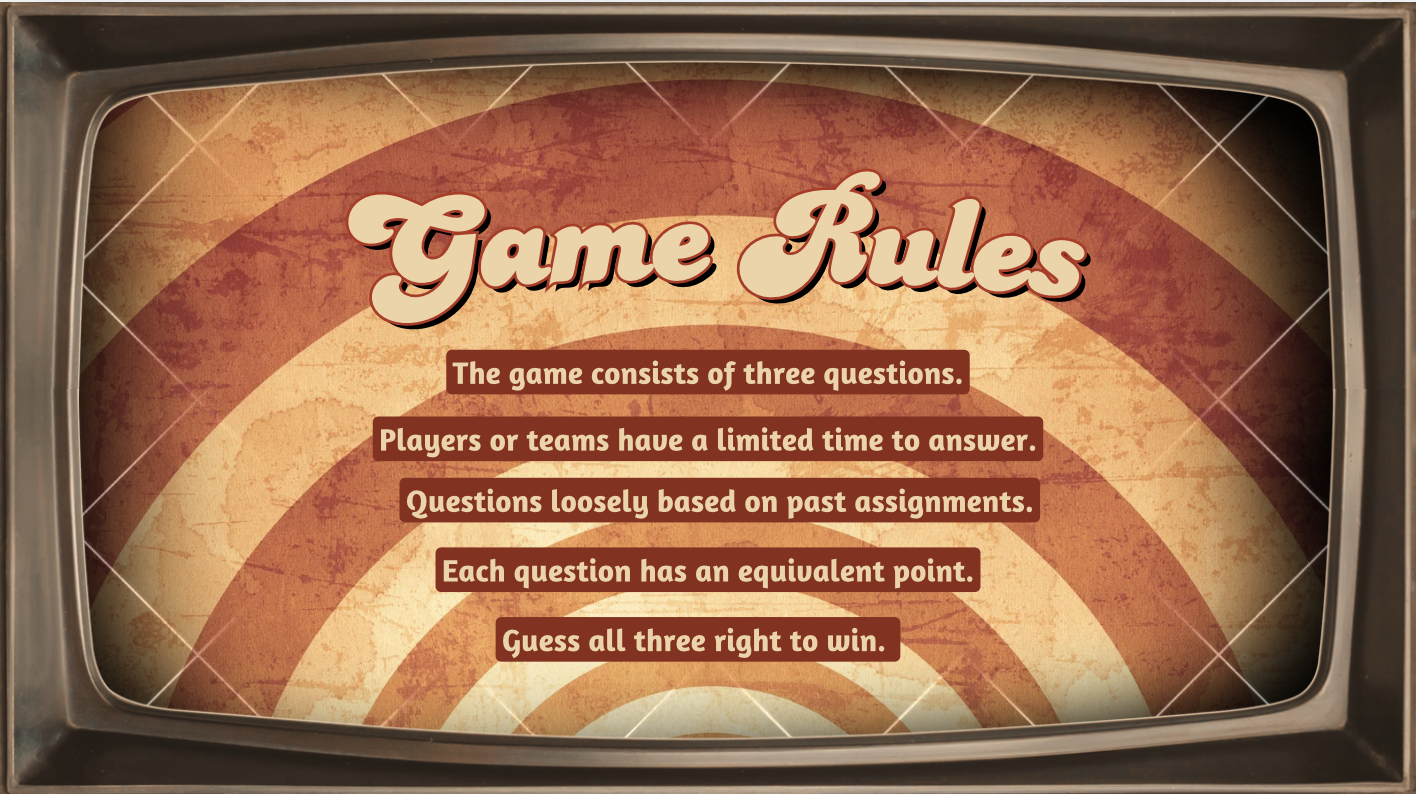 Game Rules
The game consists of three questions.
Players or teams have a limited time to answer.
Questions loosely based on past assignments.
Each question has an equivalent point.
Guess all three right to win.